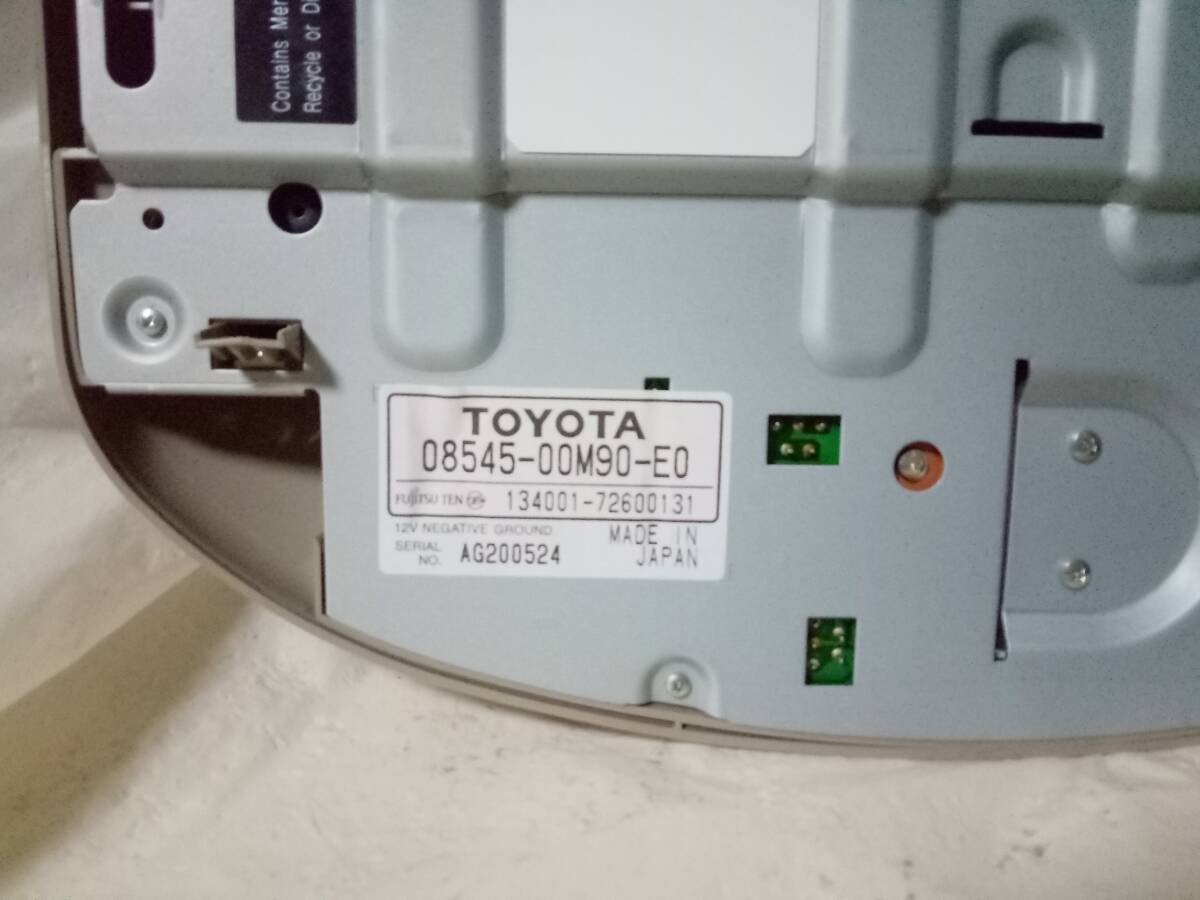 Contains Mer
Recycle or Di
TOYOTA
08545-00M90-E0
FUJITSU TEN 134001-72600131
12V NEGATIVE GROUND MADE IN
SERIAL NO. AG200524 JAPAN